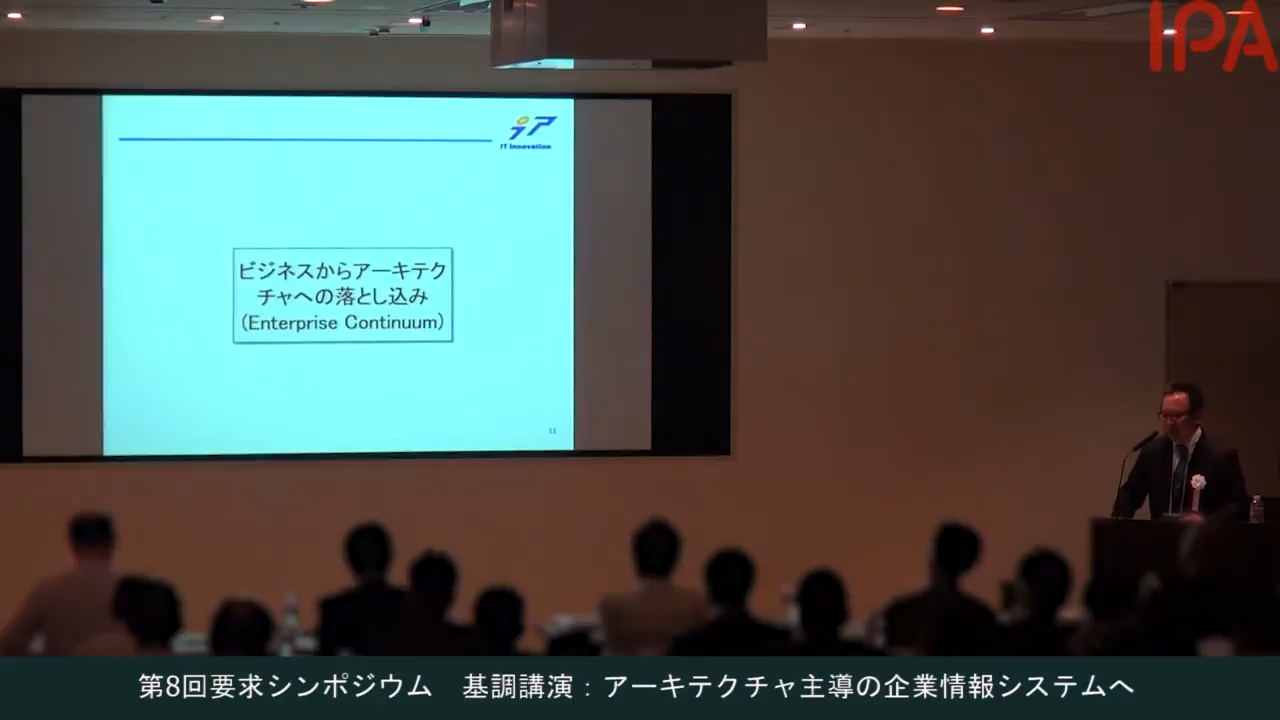 IPA
IT Innovation
ビジネスからアーキテク
チャへの落とし込み
(Enterprise Continuum)
11
第8回要求シンポジウム 基調講演：アーキテクチャ主導の企業情報システムへ